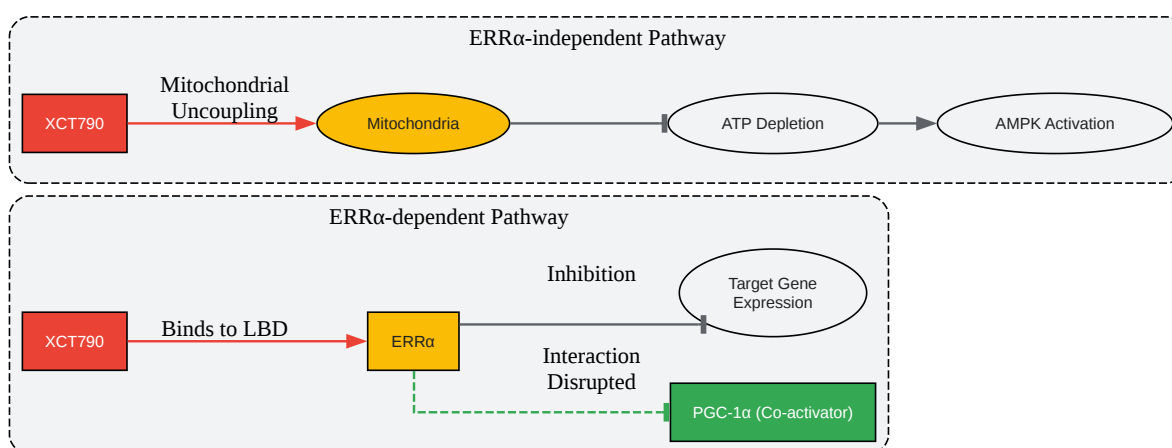 ERRα-independent Pathway
Mitochondrial
Uncoupling
XCT790
Mitochondria
ATP Depletion
AMPK Activation
ERRα-dependent Pathway
Inhibition
Target Gene
Expression
XCT790
Binds to LBD
ERRα
Interaction
Disrupted
PGC-1α (Co-activator)